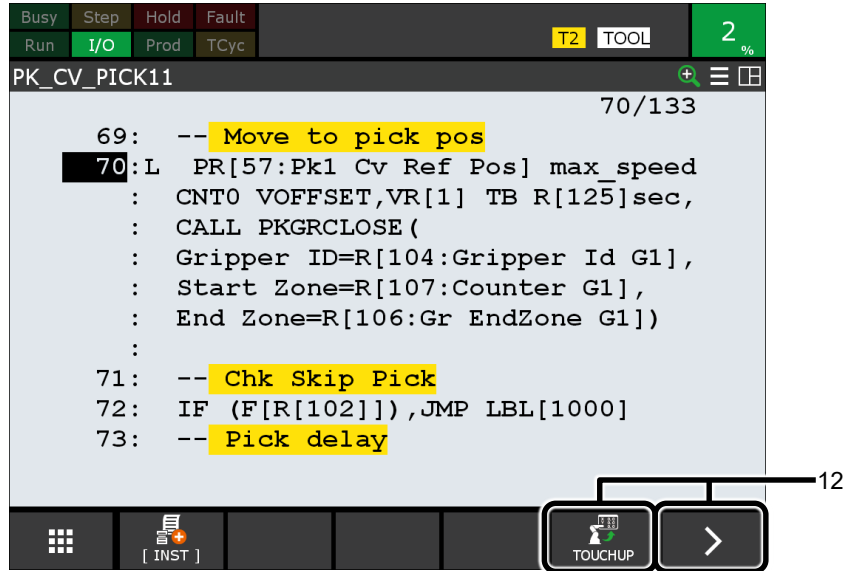 Busy Step Hold Fault
Run I/O Prod TCyc T2 TOOL 2 %
PK_CV_PICK11
70/133
69: -- Move to pick pos
70:L PR[57:Pk1 Cv Ref Pos] max_speed
: CNT0 VOFFSET,VR[1] TB R[125]sec,
: CALL PKGRCLOSE(
: Gripper ID=R[104:Gripper Id G1],
: Start Zone=R[107:Counter G1],
: End Zone=R[106:Gr EndZone G1])
:
71: -- Chk Skip Pick
72: IF (F[R[102]]),JMP LBL[1000]
73: -- Pick delay
12
[ INST ] TOUCHUP